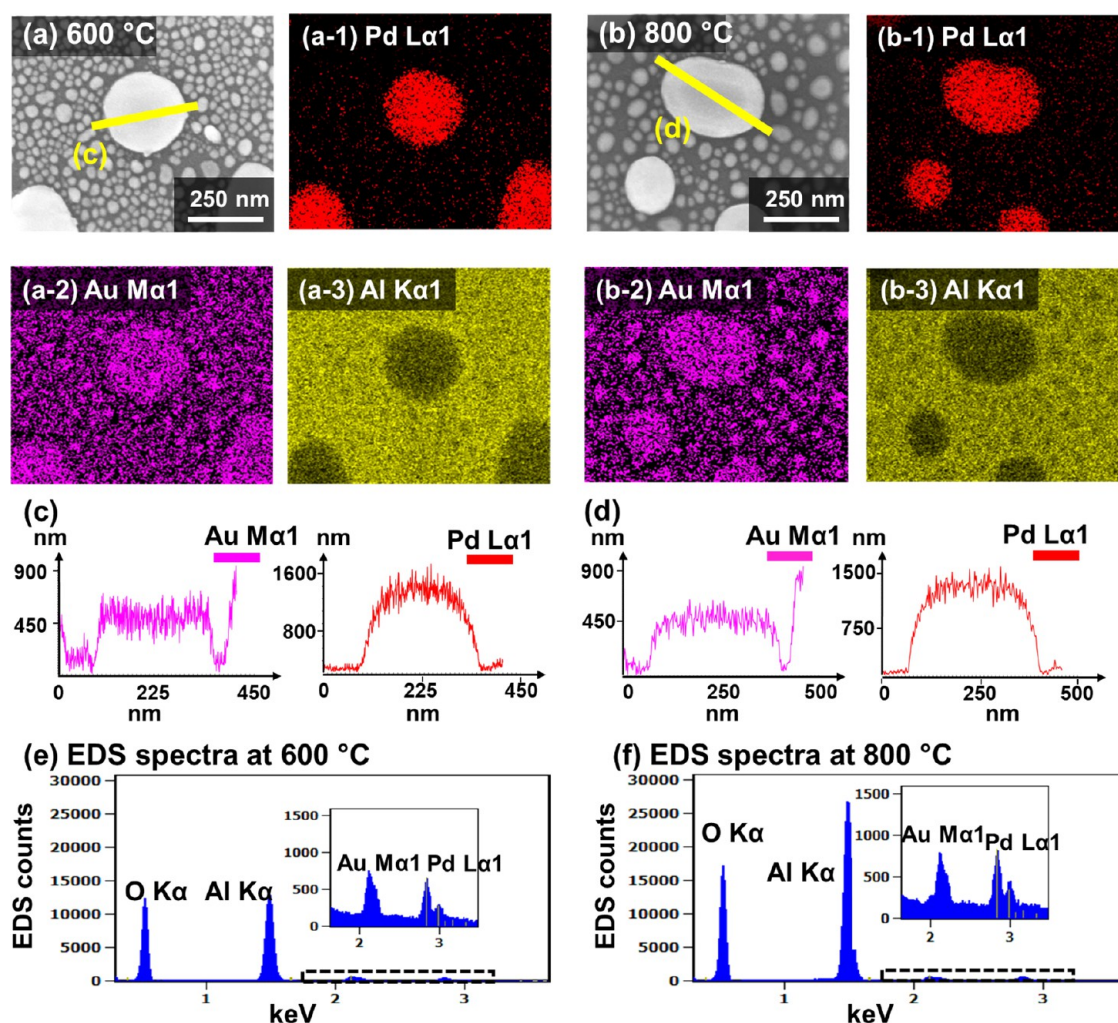 (a) 600 °C
(a-1) Pd Lα1
(b) 800 °C
(b-1) Pd Lα1
(c)
250 nm
(d)
250 nm
(a-2) Au Mα1
(a-3) Al Kα1
(b-2) Au Mα1
(b-3) Al Kα1
(c)
nm
Au Mα1
900
450
0 225 450
nm
nm
Pd Lα1
1600
800
0 225 450
nm
(d)
nm
Au Mα1
900
450
0 250 500
nm
nm
Pd Lα1
1500
750
0 250 500
nm
(e) EDS spectra at 600 °C
EDS counts
30000
25000
20000
15000
10000
5000
0
O Kα
Al Kα
1500
1000
500
0
Au Mα1
Pd Lα1
2 3
1 2 3
keV
(f) EDS spectra at 800 °C
EDS counts
30000
25000
20000
15000
10000
5000
0
O Kα
Al Kα
1500
1000
500
0
Au Mα1
Pd Lα1
2 3
1 2 3
keV